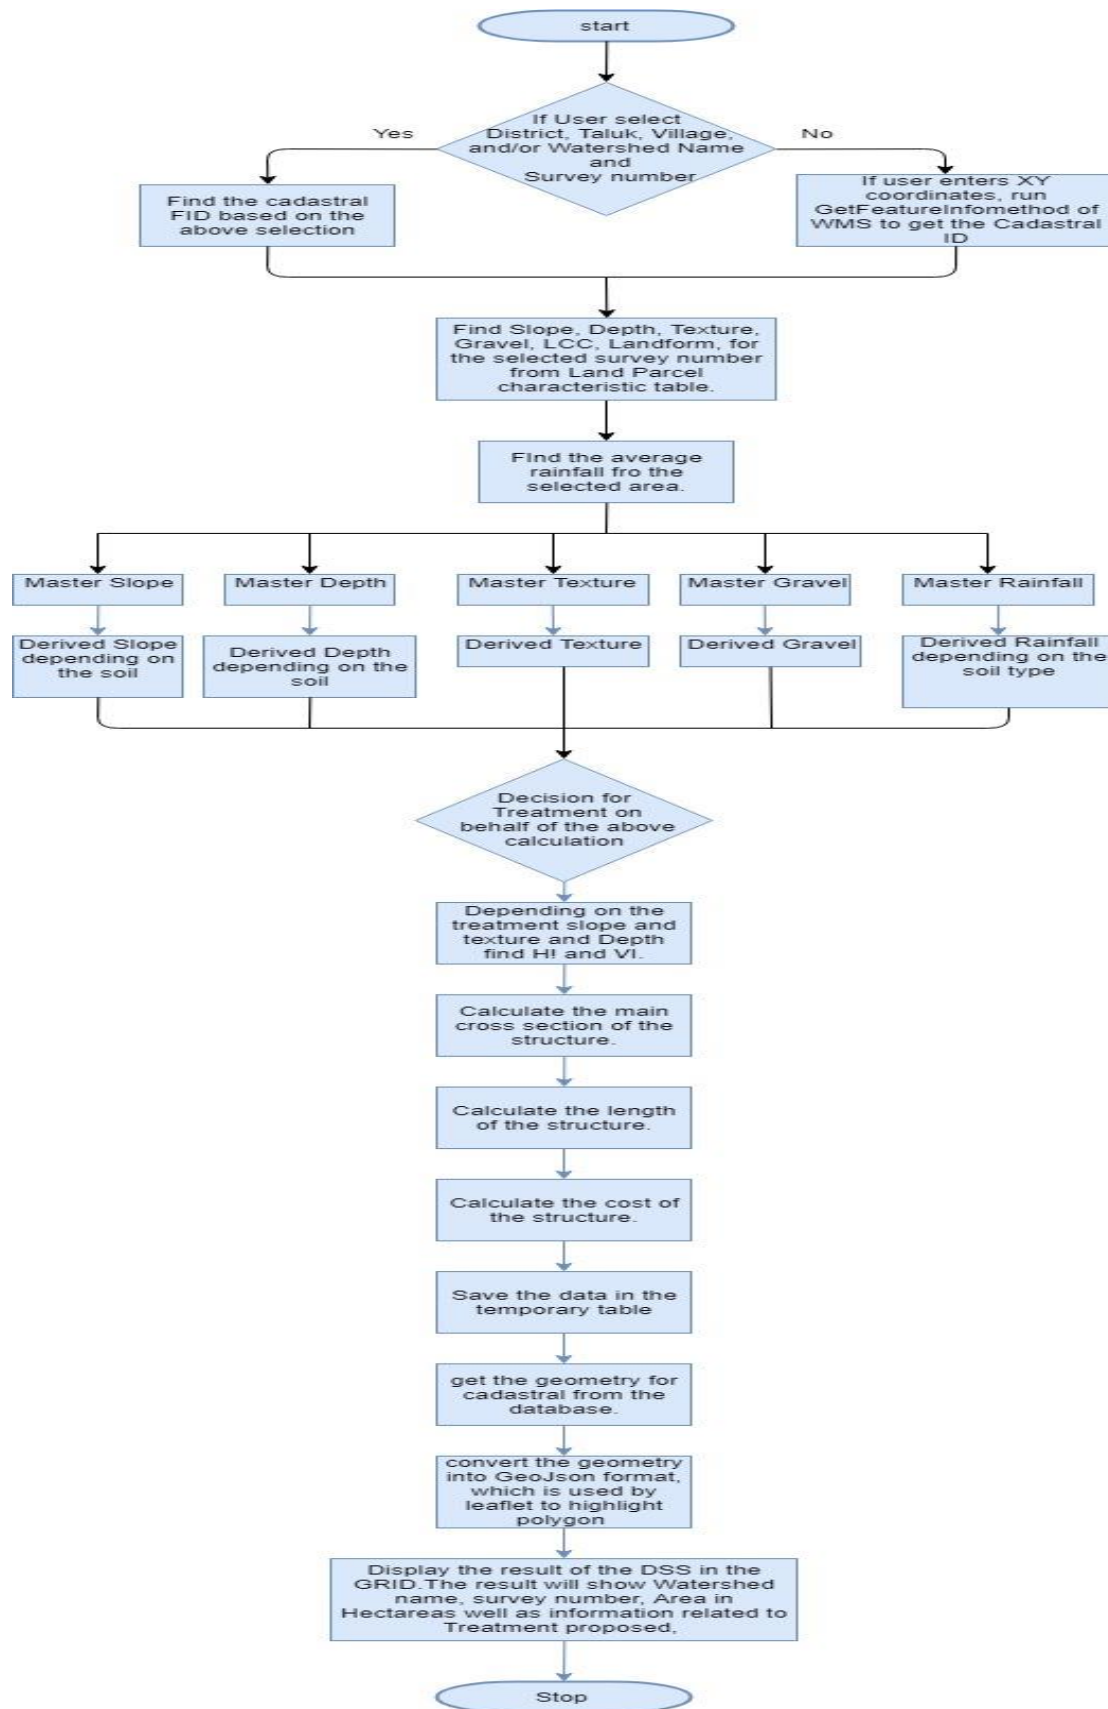 start
If User select
District, Taluk, Village,
and/or Watershed Name
and
Survey number
Yes
No
Find the cadastral
FID based on the
above selection
If user enters XY
coordinates, run
GetFeatureInfomethod of
WMS to get the Cadastral
ID
Find Slope, Depth, Texture,
Gravel, LCC, Landform, for
the selected survey number
from Land Parcel
characteristic table.
FInd the average
rainfall fro the
selected area.
Master Slope
Master Depth
Master Texture
Master Gravel
Master Rainfall
Derived Slope
depending on
the soil
Derived Depth
depending on the
soil
Derived Texture
Derived Gravel
Derived Rainfall
depending on the
soil type
Decision for
Treatment on
behalf of the above
calculation
Depending on the
treatment slope and
texture and Depth
find H! and VI.
Calculate the main
cross section of the
structure.
Calculate the length
of the structure.
Calculate the cost of
the structure.
Save the data in the
temporary table
get the geometry for
cadastral from the
database.
convert the geometry
into GeoJson format,
which is used by
leaflet to highlight
polygon
Display the result of the DSS in the
GRID.The result will show Watershed
name, survey number, Area in
Hectareas well as information related to
Treatment proposed,
Stop